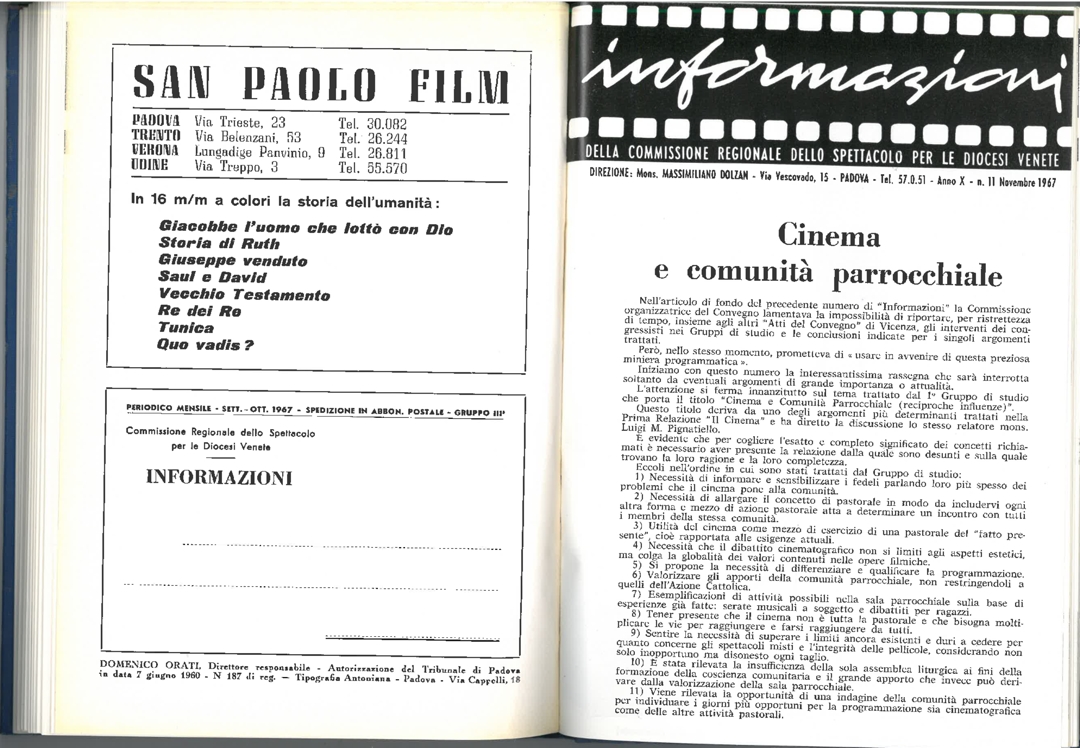 SAN PAOLO FILM
PADOVA Via Trieste, 23 Tel. 30.082
TRENTO Via Belenzani, 53 Tel. 26.244
VERONA Lungadige Panvinio, 9 Tel. 26.811
UDINE Via Treppo, 3 Tel. 55.570
In 16 m/m a colori la storia dell'umanità:
Giacobbe l'uomo che lottò con Dio
Storia di Ruth
Giuseppe venduto
Saul e David
Vecchio Testamento
Re dei Re
Tunica
Quo vadis?
PERIODICO MENSILE - SETT.-OTT. 1967 - SPEDIZIONE IN ABBON. POSTALE - GRUPPO III°
Commissione Regionale dello Spettacolo
per le Diocesi Venete
INFORMAZIONI
DOMENICO ORATI, Direttore responsabile - Autorizzazione del Tribunale di Padova
in data 7 giugno 1960 - N 187 di reg. — Tipografia Antoniana - Padova - Via Cappelli, 18
informazioni
DELLA COMMISSIONE REGIONALE DELLO SPETTACOLO PER LE DIOCESI VENETE
DIREZIONE: Mons. MASSIMILIANO DOLZAN - Via Vescovado, 15 - PADOVA - Tel. 57.0.51 - Anno X - n. 11 Novembre 1967
Cinema
e comunità parrocchiale
Nell'articolo di fondo del precedente numero di "Informazioni" la Commissione
organizzatrice del Convegno lamentava la impossibilità di riportare, per ristrettezza
di tempo, insieme agli altri "Atti del Convegno" di Vicenza, gli interventi dei con-
gressisti nei Gruppi di studio e le conclusioni indicate per i singoli argomenti
trattati.
Però, nello stesso momento, prometteva di « usare in avvenire di questa preziosa
miniera programmatica ».
Iniziamo con questo numero la interessantissima rassegna che sarà interrotta
soltanto da eventuali argomenti di grande importanza o attualità.
L'attenzione si ferma innanzitutto sul tema trattato dal I° Gruppo di studio
che porta il titolo "Cinema e Comunità Parrocchiale (reciproche influenze)".
Questo titolo deriva da uno degli argomenti più determinanti trattati nella
Prima Relazione "Il Cinema" e ha diretto la discussione lo stesso relatore mons.
Luigi M. Pignatiello.
È evidente che per cogliere l'esatto e completo significato dei concetti richia-
mati è necessario aver presente la relazione dalla quale sono desunti e sulla quale
trovano la loro ragione e la loro completezza.
Eccoli nell'ordine in cui sono stati trattati dal Gruppo di studio:
1) Necessità di informare e sensibilizzare i fedeli parlando loro più spesso dei
problemi che il cinema pone alla comunità.
2) Necessità di allargare il concetto di pastorale in modo da includervi ogni
altra forma e mezzo di azione pastorale atta a determinare un incontro con tutti
i membri della stessa comunità.
3) Utilità del cinema come mezzo di esercizio di una pastorale del "fatto pre-
sente", cioè rapportata alle esigenze attuali.
4) Necessità che il dibattito cinematografico non si limiti agli aspetti estetici,
ma colga la globalità dei valori contenuti nelle opere filmiche.
5) Si propone la necessità di differenziare e qualificare la programmazione.
6) Valorizzare gli apporti della comunità parrocchiale, non restringendoli a
quelli dell'Azione Cattolica.
7) Esemplificazioni di attività possibili nella sala parrocchiale sulla base di
esperienze già fatte: serate musicali a soggetto e dibattiti per ragazzi.
8) Tener presente che il cinema non è tutta la pastorale e che bisogna molti-
plicare le vie per raggiungere e farsi raggiungere da tutti.
9) Sentire la necessità di superare i limiti ancora esistenti e duri a cedere per
quanto concerne gli spettacoli misti e l'integrità delle pellicole, considerando non
solo inopportuno ma disonesto ogni taglio.
10) È stata rilevata la insufficienza della sola assemblea liturgica ai fini della
formazione della coscienza comunitaria e il grande apporto che invece può deri-
vare dalla valorizzazione della sala parrocchiale.
11) Viene rilevata la opportunità di una indagine della comunità parrocchiale
per individuare i giorni più opportuni per la programmazione sia cinematografica
come delle altre attività pastorali.